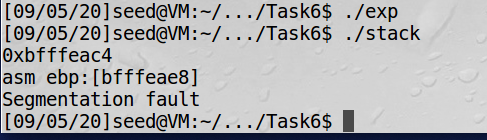 [09/05/20]seed@VM:~/.../Task6$ ./exp
[09/05/20]seed@VM:~/.../Task6$ ./stack
0xbfffeac4
asm ebp:[bfffeae8]
Segmentation fault
[09/05/20]seed@VM:~/.../Task6$